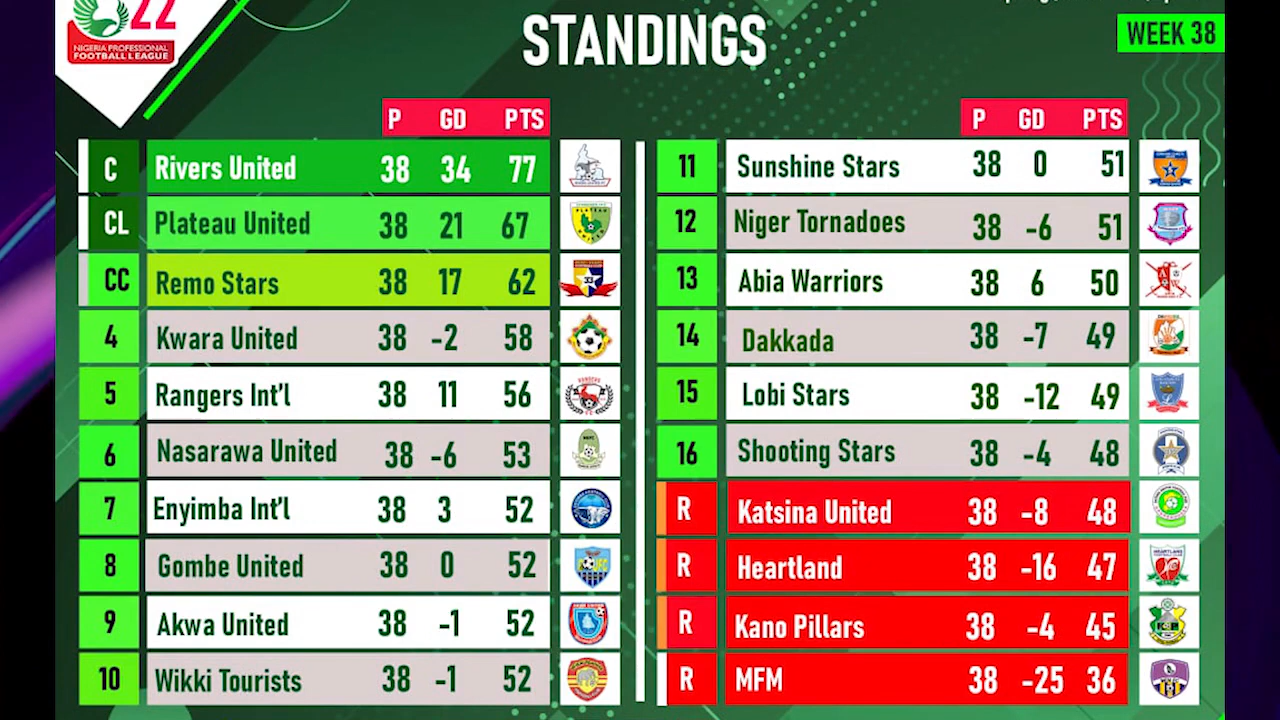 22
NIGERIA PROFESSIONAL
FOOTBALL LEAGUE
STANDINGS
WEEK 38
P GD PTS
C Rivers United 38 34 77
CL Plateau United 38 21 67
CC Remo Stars 38 17 62
4 Kwara United 38 -2 58
5 Rangers Int'l 38 11 56
6 Nasarawa United 38 -6 53
7 Enyimba Int'l 38 3 52
8 Gombe United 38 0 52
9 Akwa United 38 -1 52
10 Wikki Tourists 38 -1 52
P GD PTS
11 Sunshine Stars 38 0 51
12 Niger Tornadoes 38 -6 51
13 Abia Warriors 38 6 50
14 Dakkada 38 -7 49
15 Lobi Stars 38 -12 49
16 Shooting Stars 38 -4 48
R Katsina United 38 -8 48
R Heartland 38 -16 47
R Kano Pillars 38 -4 45
R MFM 38 -25 36